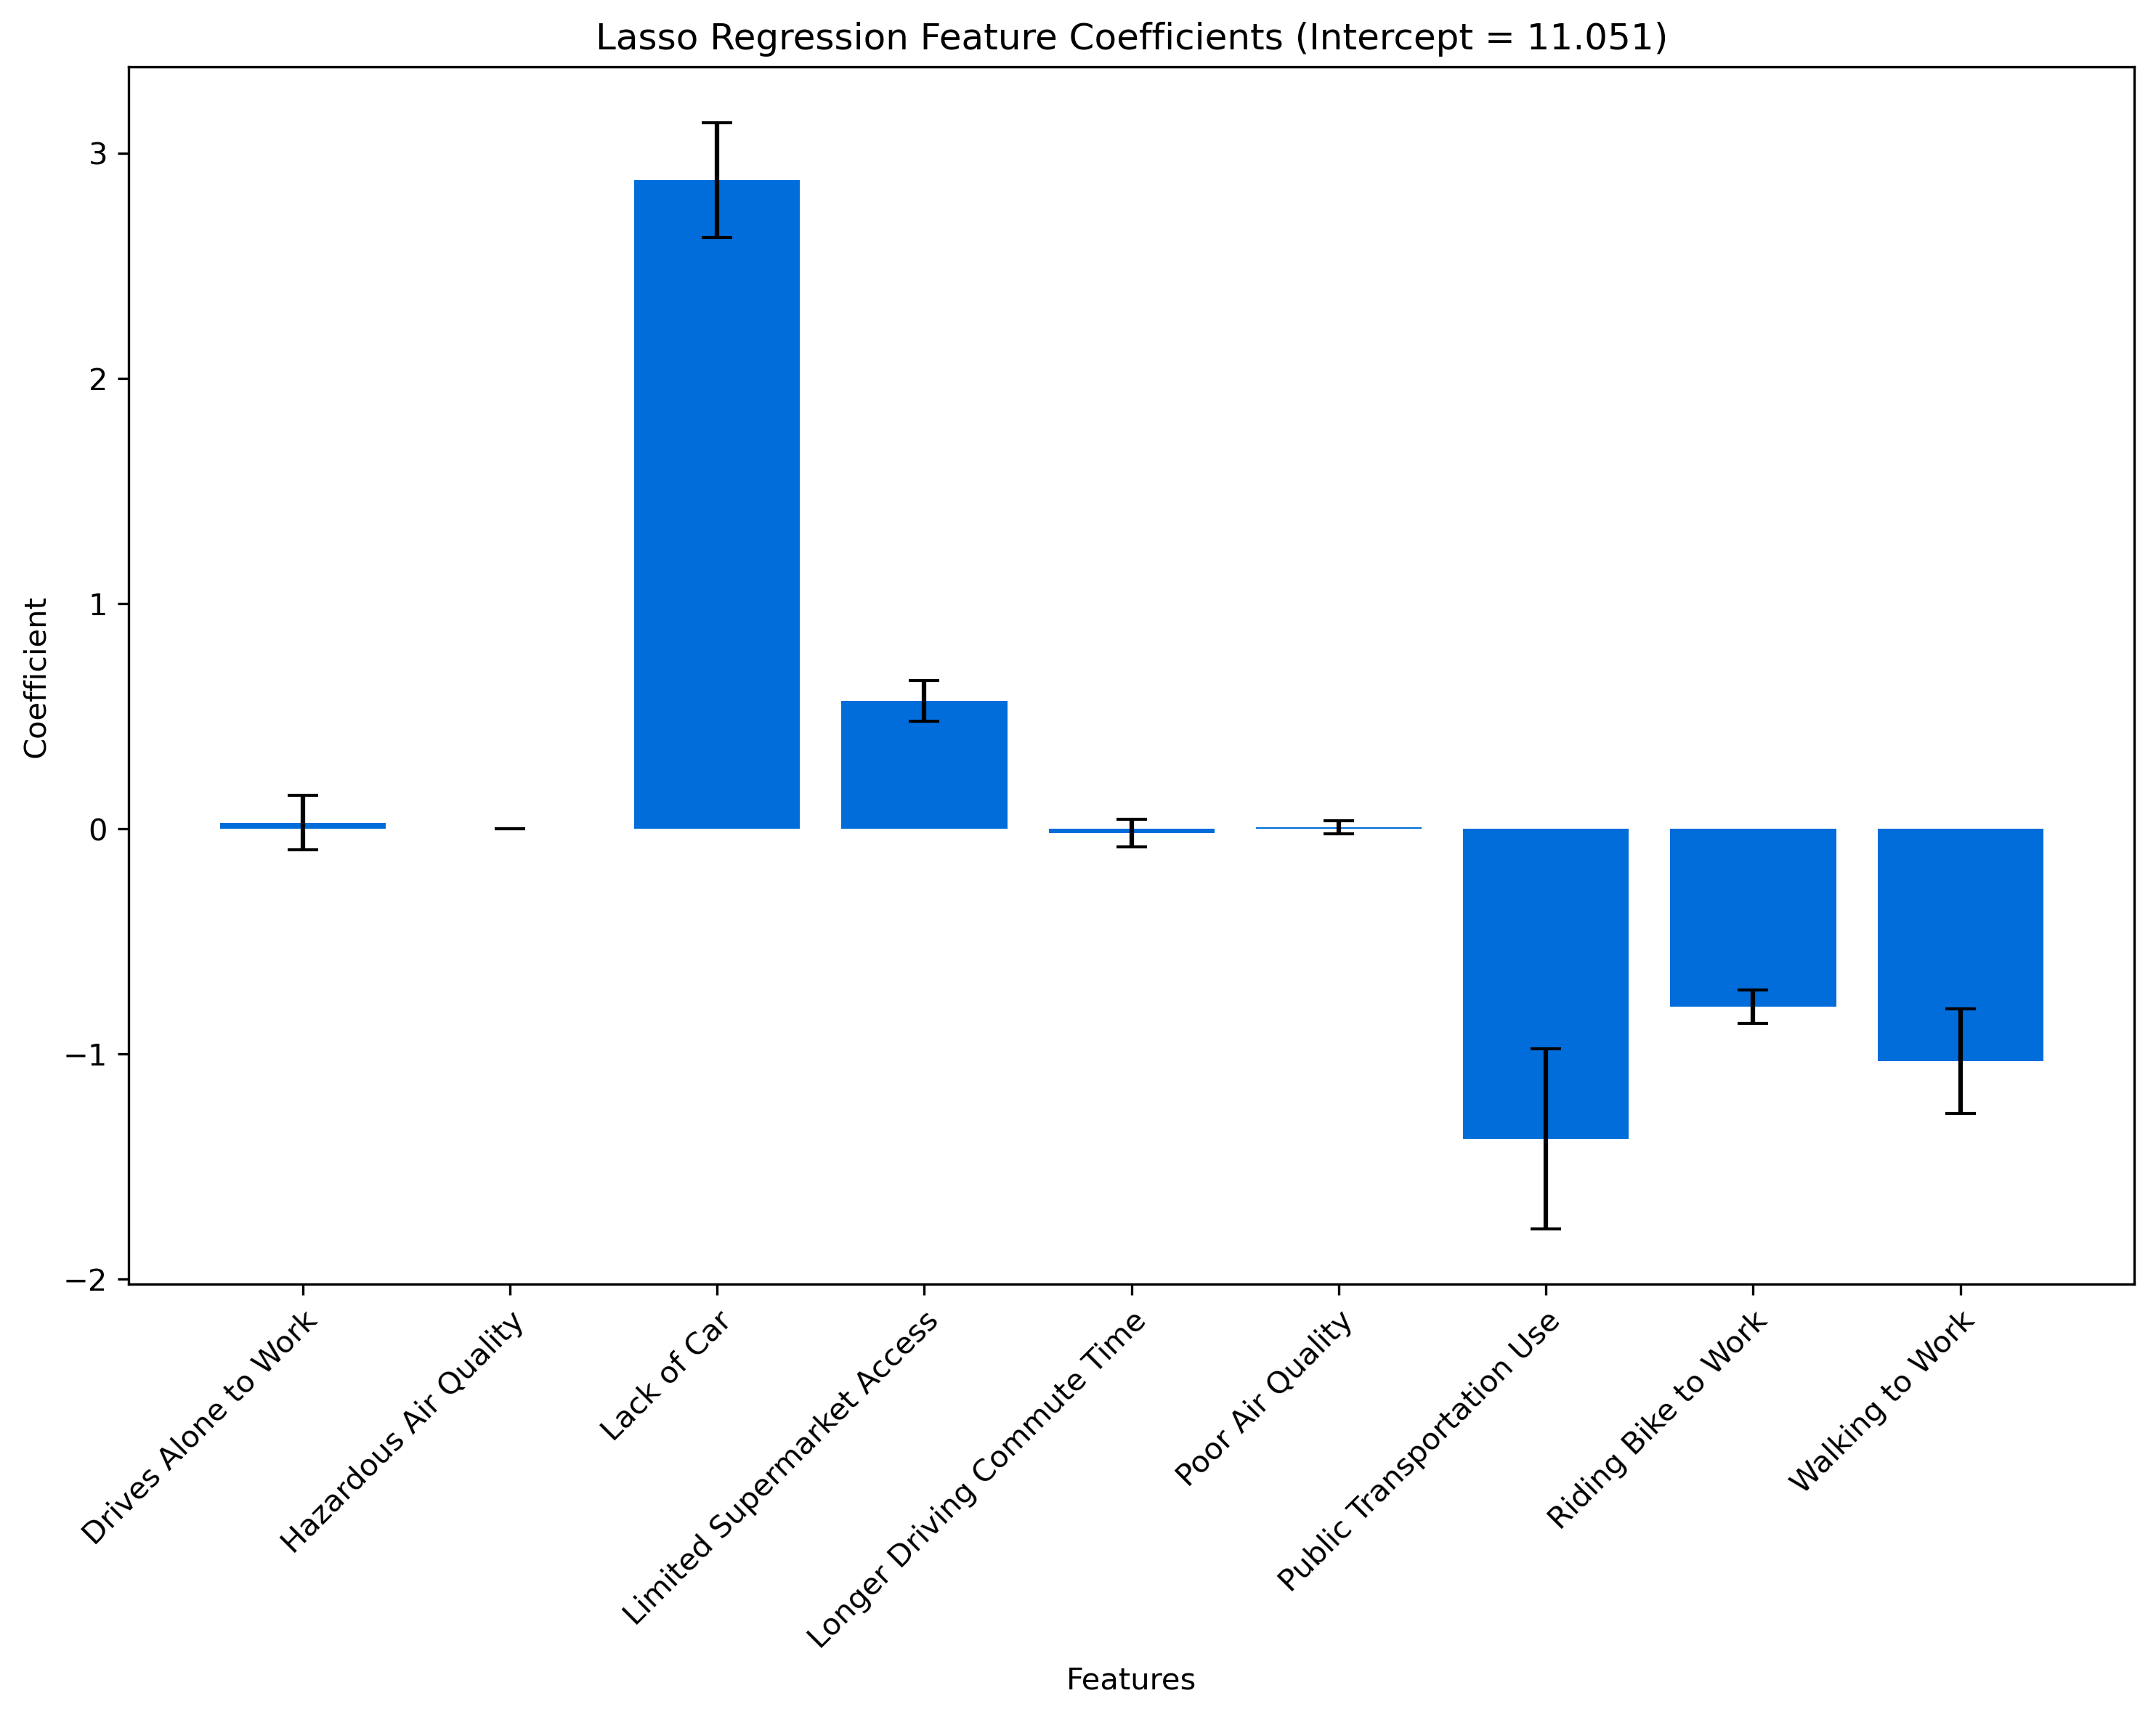 Lasso Regression Feature Coefficients (Intercept = 11.051)
Coefficient
3
2
1
0
−1
−2
Drives Alone to Work
Hazardous Air Quality
Lack of Car
Limited Supermarket Access
Longer Driving Commute Time
Poor Air Quality
Public Transportation Use
Riding Bike to Work
Walking to Work
Features